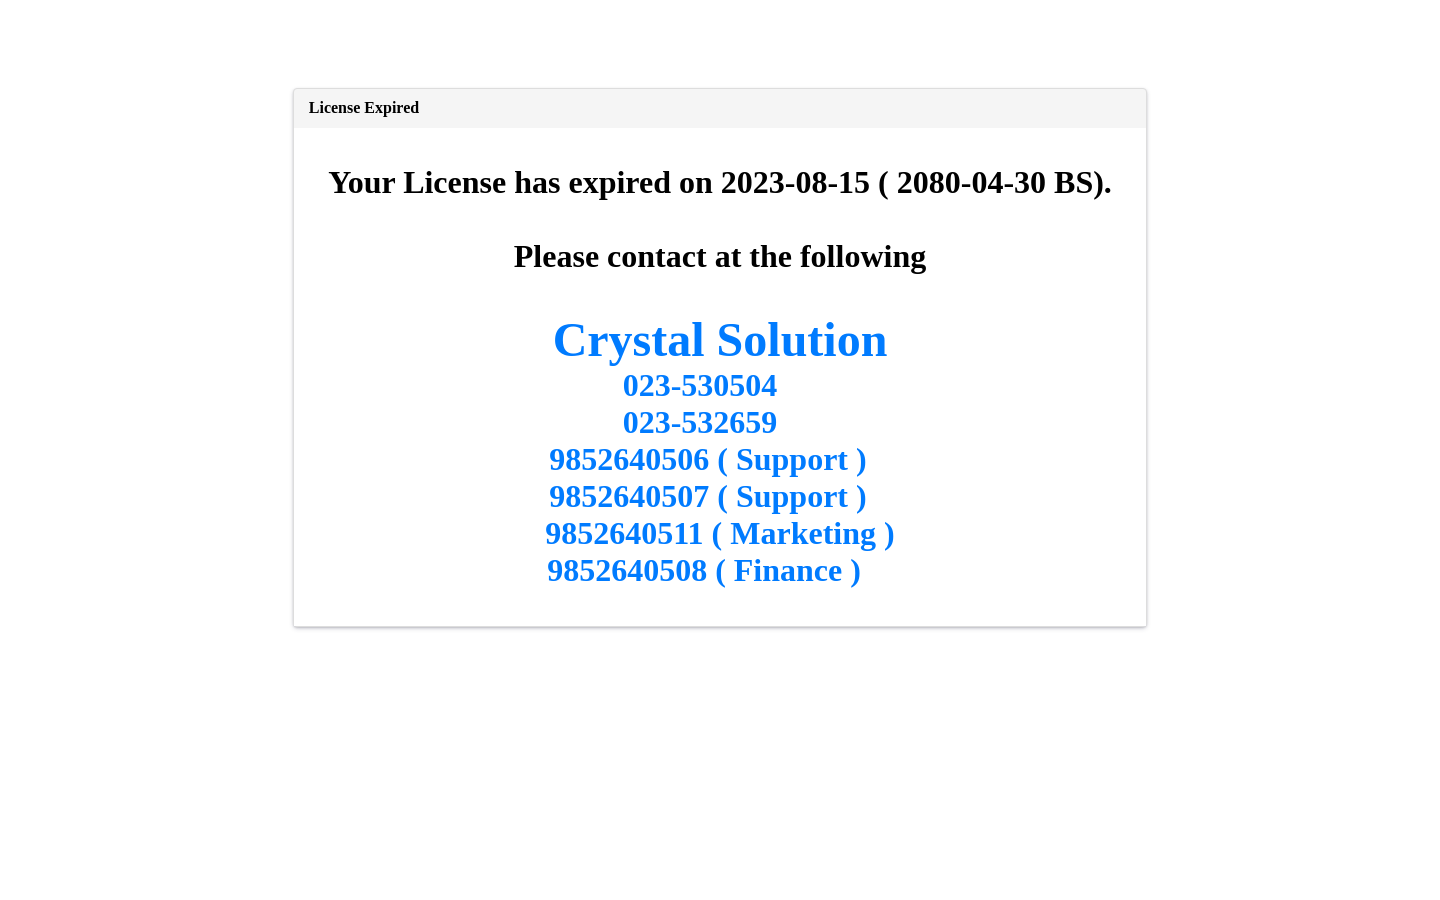 License Expired
Your License has expired on 2023-08-15 ( 2080-04-30 BS).
Please contact at the following
Crystal Solution
023-530504
023-532659
9852640506 ( Support )
9852640507 ( Support )
9852640511 ( Marketing )
9852640508 ( Finance )